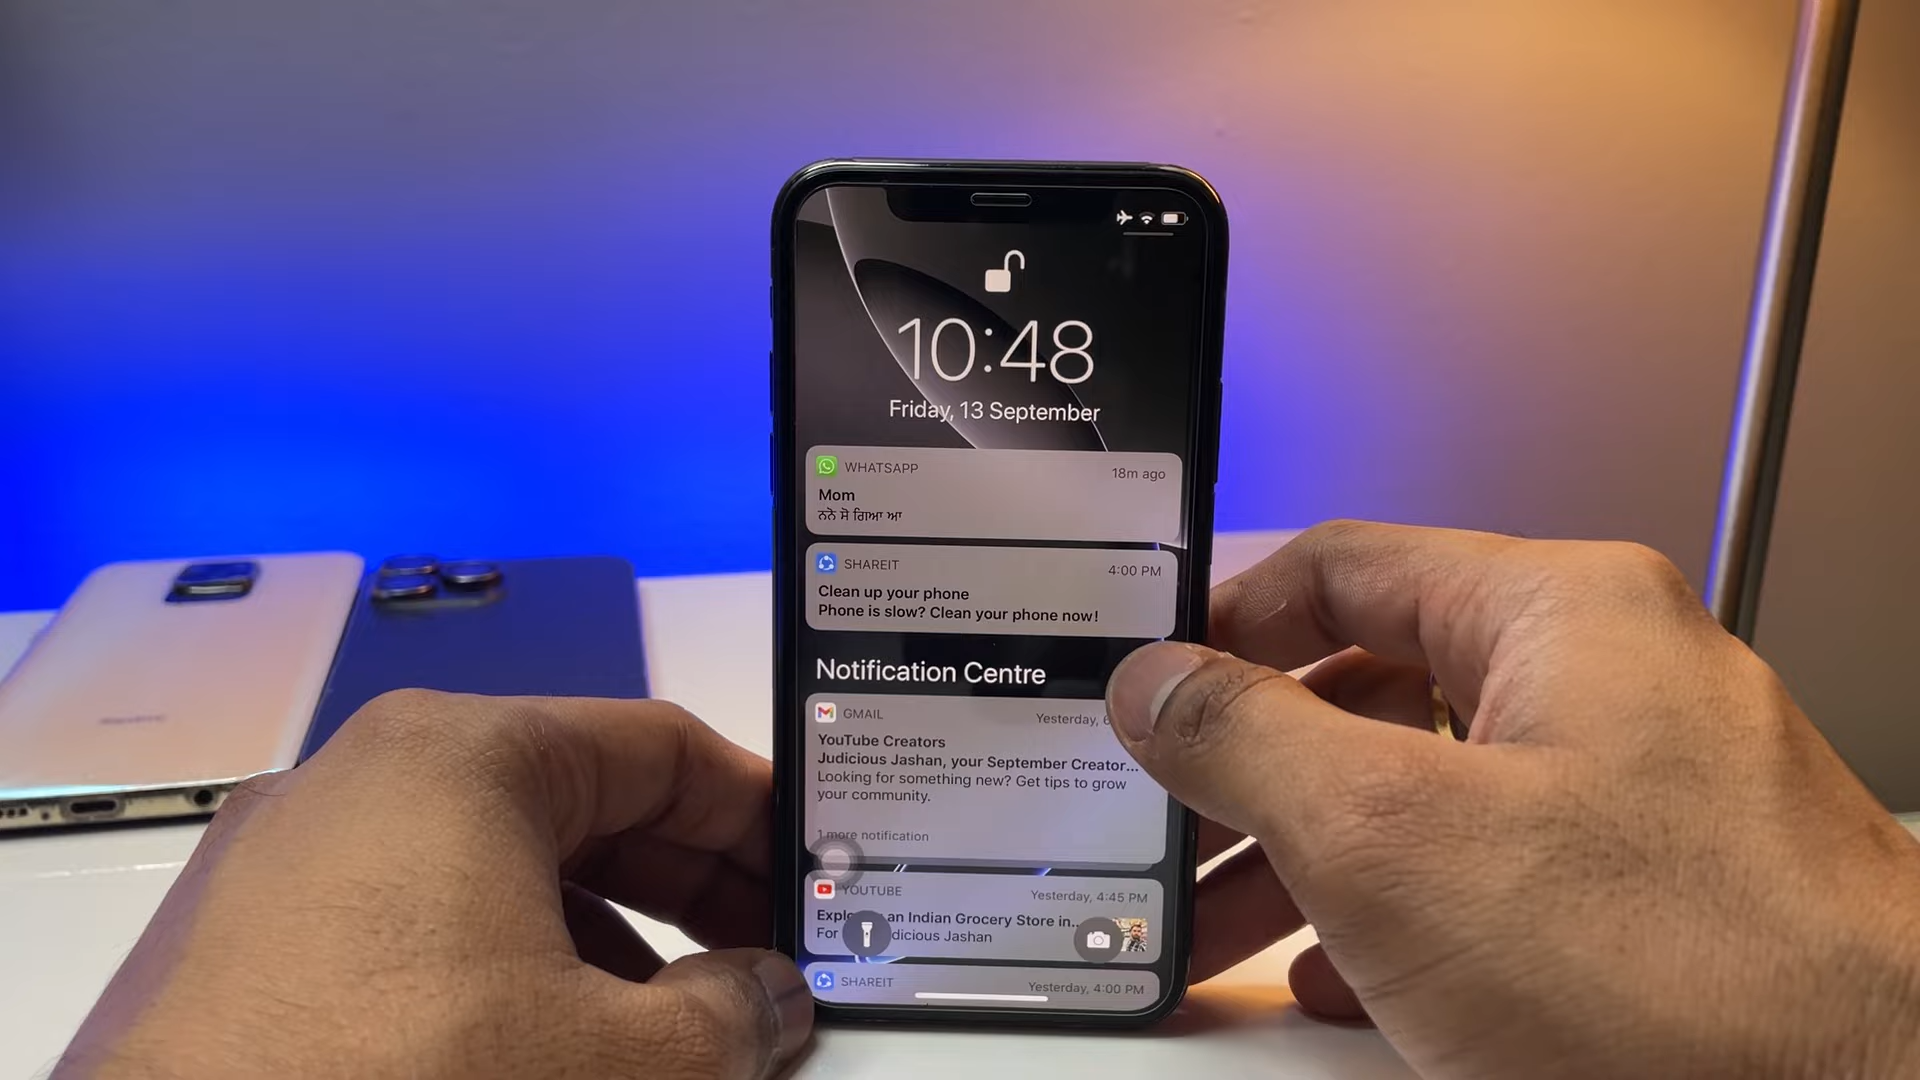 10:48
Friday, 13 September
WHATSAPP
18m ago
Mom
ਨਨੋ ਸੋ ਗਿਆ ਆ
SHAREIT
4:00 PM
Clean up your phone
Phone is slow? Clean your phone now!
Notification Centre
GMAIL
Yesterday,
YouTube Creators
Judicious Jashan, your September Creator...
Looking for something new? Get tips to grow
your community.
1 more notification
YOUTUBE
Yesterday, 4:45 PM
an Indian Grocery Store in...
For
Jashan
SHAREIT
Yesterday, 4:00 PM